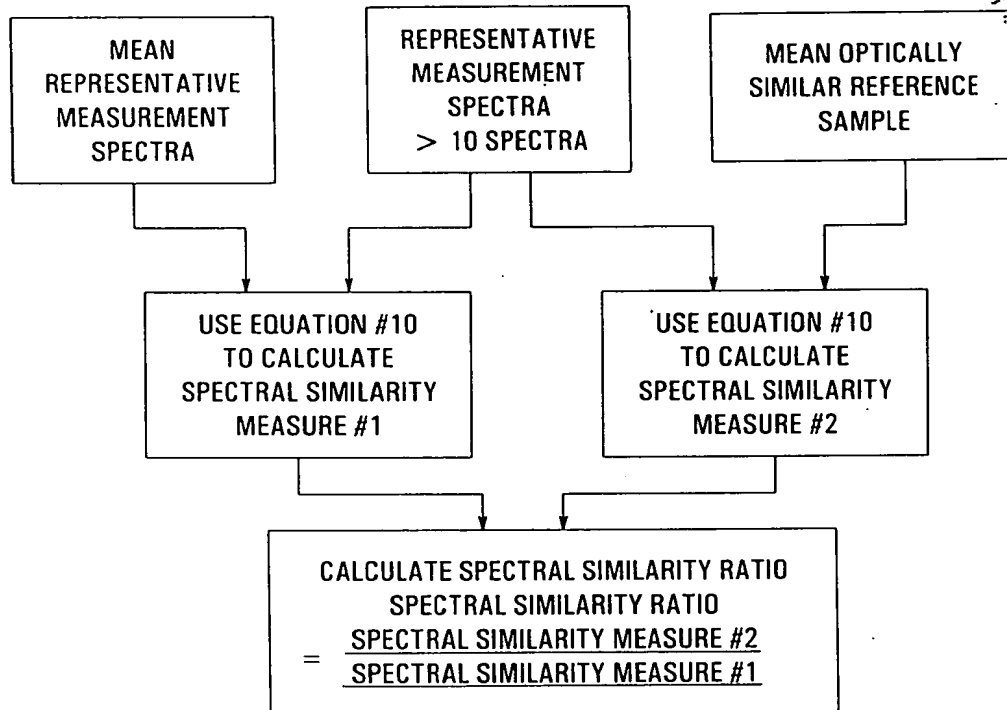 MEAN
REPRESENTATIVE
MEASUREMENT
SPECTRA
REPRESENTATIVE
MEASUREMENT
SPECTRA
> 10 SPECTRA
MEAN OPTICALLY
SIMILAR REFERENCE
SAMPLE
USE EQUATION #10
TO CALCULATE
SPECTRAL SIMILARITY
MEASURE #1
USE EQUATION #10
TO CALCULATE
SPECTRAL SIMILARITY
MEASURE #2
CALCULATE SPECTRAL SIMILARITY RATIO
SPECTRAL SIMILARITY RATIO
= SPECTRAL SIMILARITY MEASURE #2
SPECTRAL SIMILARITY MEASURE #1